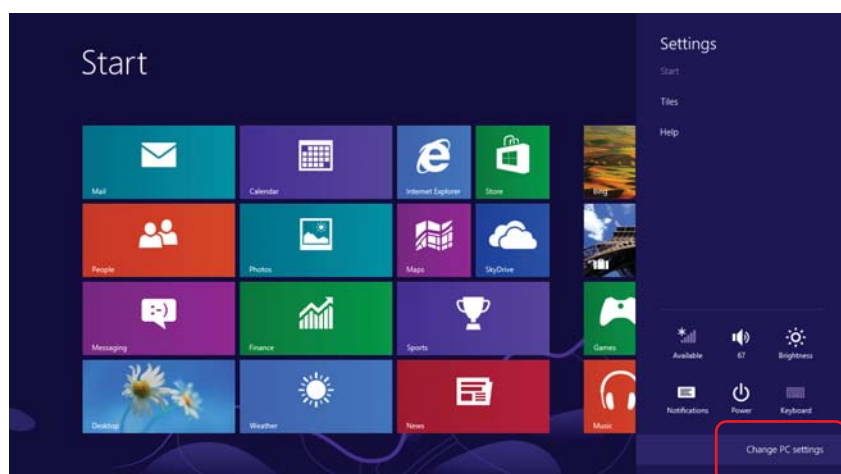 Start
Settings
Start
Tiles
Help
Mail
Calendar
Internet Explorer
Store
Bing
People
Photos
Maps
SkyDrive
Messaging
Finance
Sports
Games
Desktop
Weather
News
Music
Available
67
Brightness
Notifications
Power
Keyboard
Change PC settings